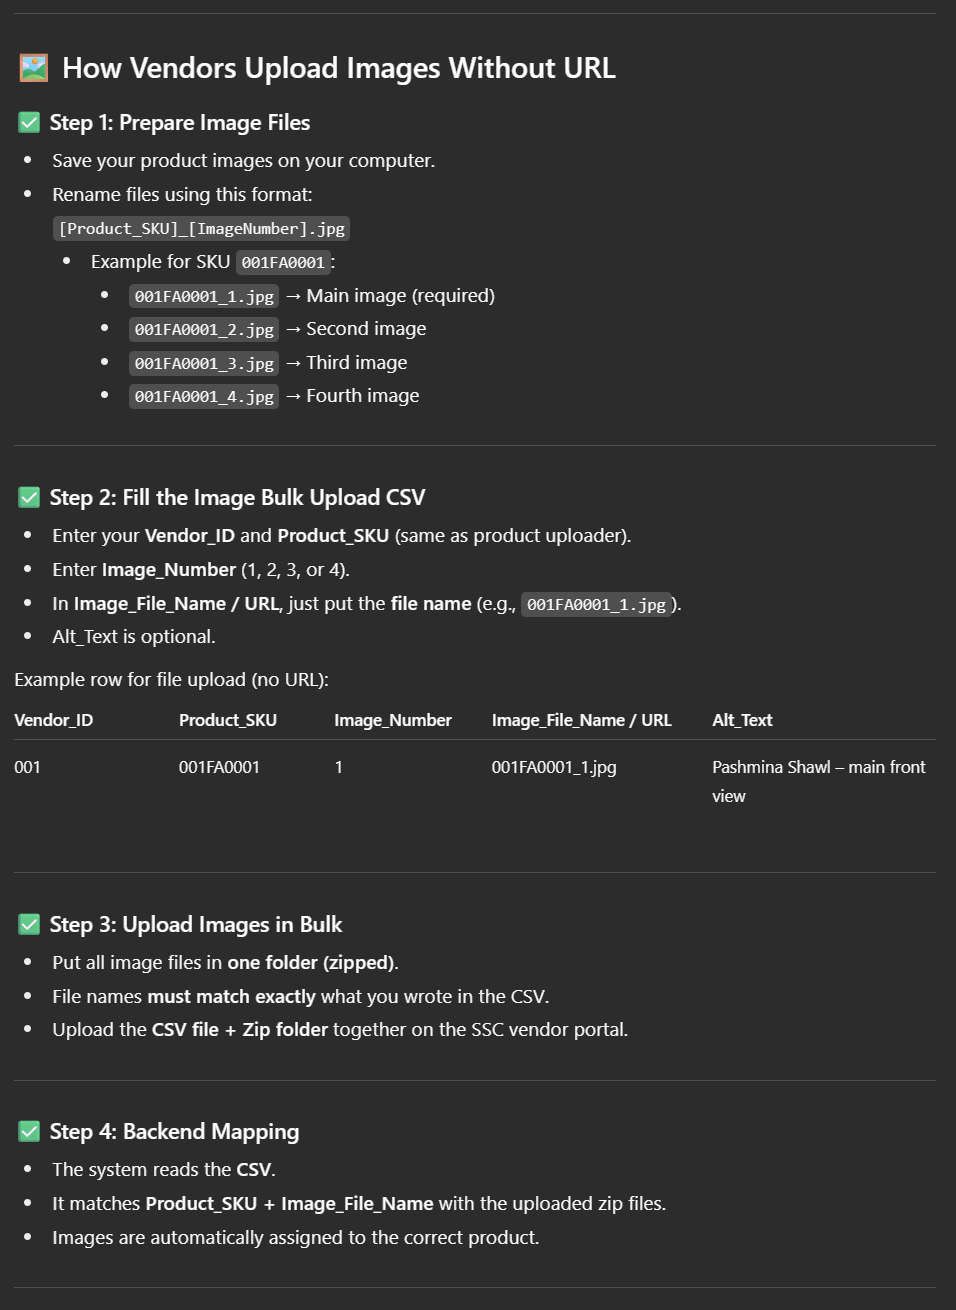 How Vendors Upload Images Without URL
Step 1: Prepare Image Files
Save your product images on your computer.
Rename files using this format:
[Product_SKU]_[ImageNumber].jpg
Example for SKU 001FA0001:
001FA0001_1.jpg → Main image (required)
001FA0001_2.jpg → Second image
001FA0001_3.jpg → Third image
001FA0001_4.jpg → Fourth image
Step 2: Fill the Image Bulk Upload CSV
Enter your Vendor_ID and Product_SKU (same as product uploader).
Enter Image_Number (1, 2, 3, or 4).
In Image_File_Name / URL, just put the file name (e.g., 001FA0001_1.jpg).
Alt_Text is optional.
Example row for file upload (no URL):
Vendor_ID Product_SKU Image_Number Image_File_Name / URL Alt_Text
001 001FA0001 1 001FA0001_1.jpg Pashmina Shawl – main front
view
Step 3: Upload Images in Bulk
Put all image files in one folder (zipped).
File names must match exactly what you wrote in the CSV.
Upload the CSV file + Zip folder together on the SSC vendor portal.
Step 4: Backend Mapping
The system reads the CSV.
It matches Product_SKU + Image_File_Name with the uploaded zip files.
Images are automatically assigned to the correct product.